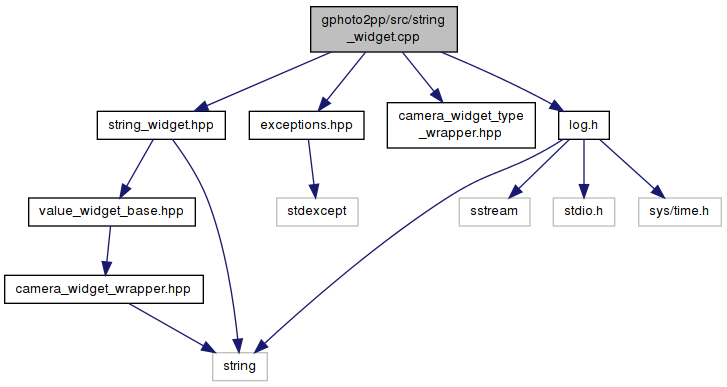 gphoto2pp/src/string
_widget.cpp
string_widget.hpp
exceptions.hpp
camera_widget_type
_wrapper.hpp
log.h
value_widget_base.hpp
stdexcept
sstream
stdio.h
sys/time.h
camera_widget_wrapper.hpp
string